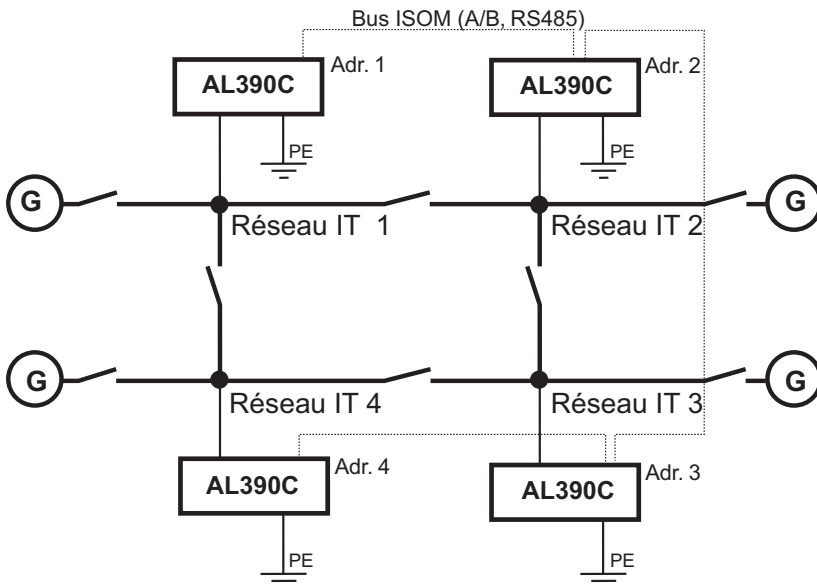 Bus ISOM (A/B, RS485)
AL390C
Adr. 1
AL390C
Adr. 2
PE
PE
G
G
Réseau IT 1
Réseau IT 2
G
G
Réseau IT 4
Réseau IT 3
AL390C
Adr. 4
AL390C
Adr. 3
PE
PE